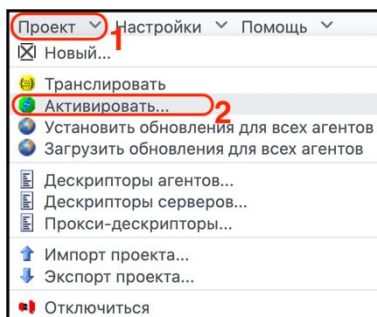 Проект 1 Настройки Помощь
Новый...
Транслировать
Активировать... 2
Установить обновления для всех агентов
Загрузить обновления для всех агентов
Дескрипторы агентов...
Дескрипторы серверов...
Прокси-дескрипторы...
Импорт проекта...
Экспорт проекта...
Отключиться